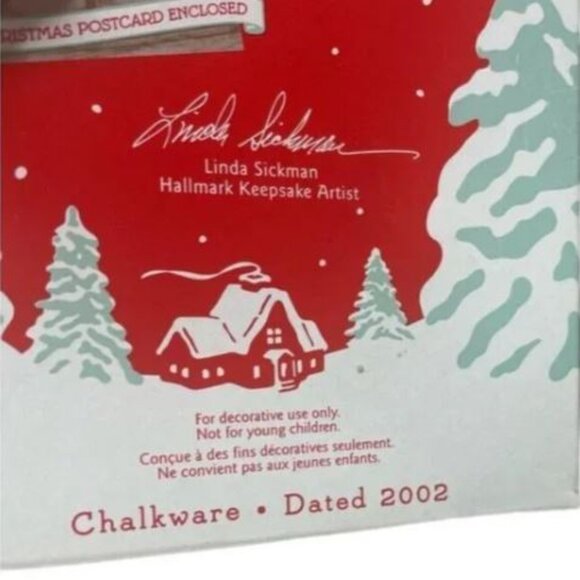 CHRISTMAS POSTCARD ENCLOSED
Linda Sickman
Linda Sickman
Hallmark Keepsake Artist
For decorative use only.
Not for young children.
Conçue à des fins décoratives seulement.
Ne convient pas aux jeunes enfants.
Chalkware • Dated 2002